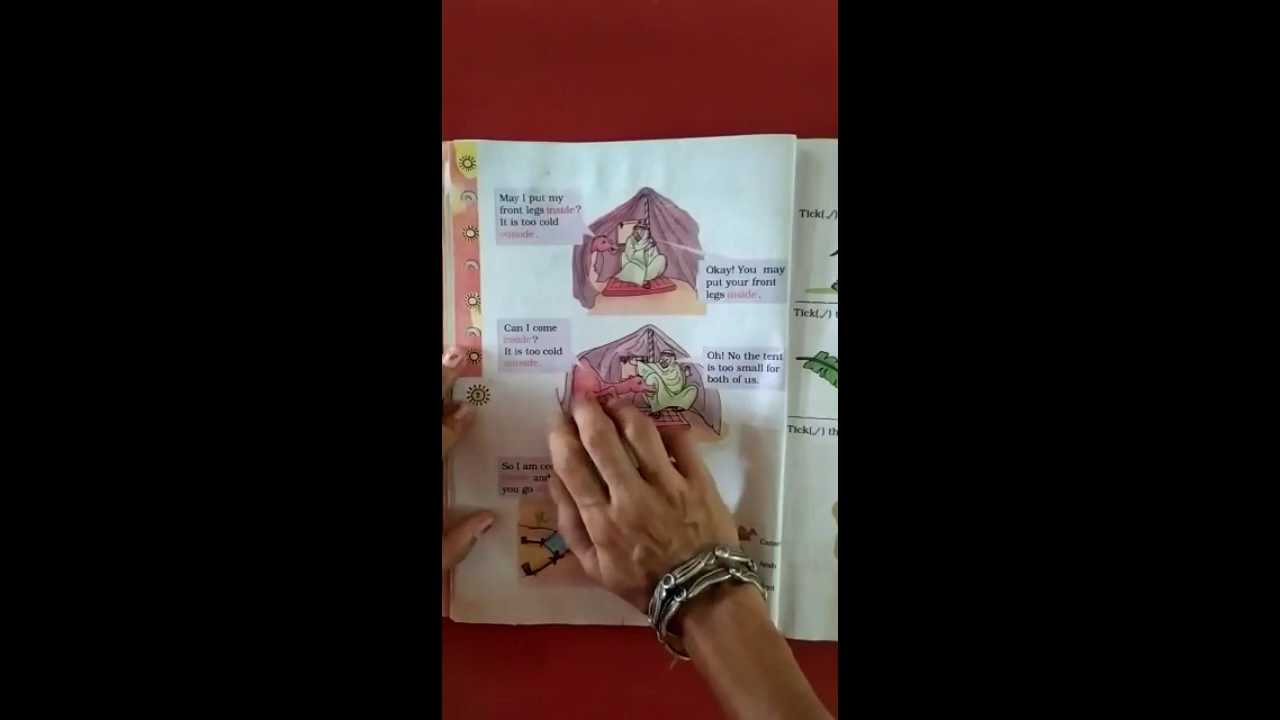 May I put my
front legs inside?
It is too cold
outside.
Okay! You may
put your front
legs inside.
Can I come
inside?
It is too cold
outside.
Oh! No the tent
is too small for
both of us.
So I am
and
you go
Arab
Tick(✓)
Tick(✓)
Tick(✓)